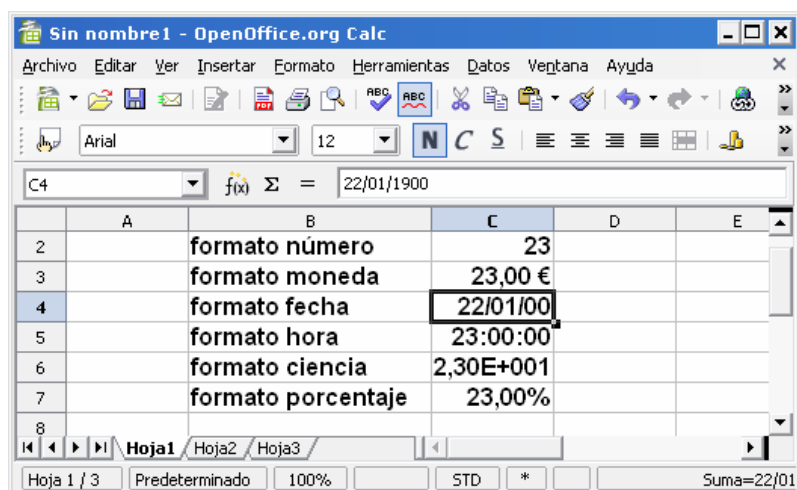 Sin nombre1 - OpenOffice.org Calc
Archivo Editar Ver Insertar Formato Herramientas Datos Ventana Ayuda
ABC ABC
Arial 12 N C S
C4 f(x) Σ = 22/01/1900
A B C D E
2 formato número 23
3 formato moneda 23,00 €
4 formato fecha 22/01/00
5 formato hora 23:00:00
6 formato ciencia 2,30E+001
7 formato porcentaje 23,00%
8
Hoja1 Hoja2 Hoja3
Hoja 1 / 3 Predeterminado 100% STD * Suma=22/01